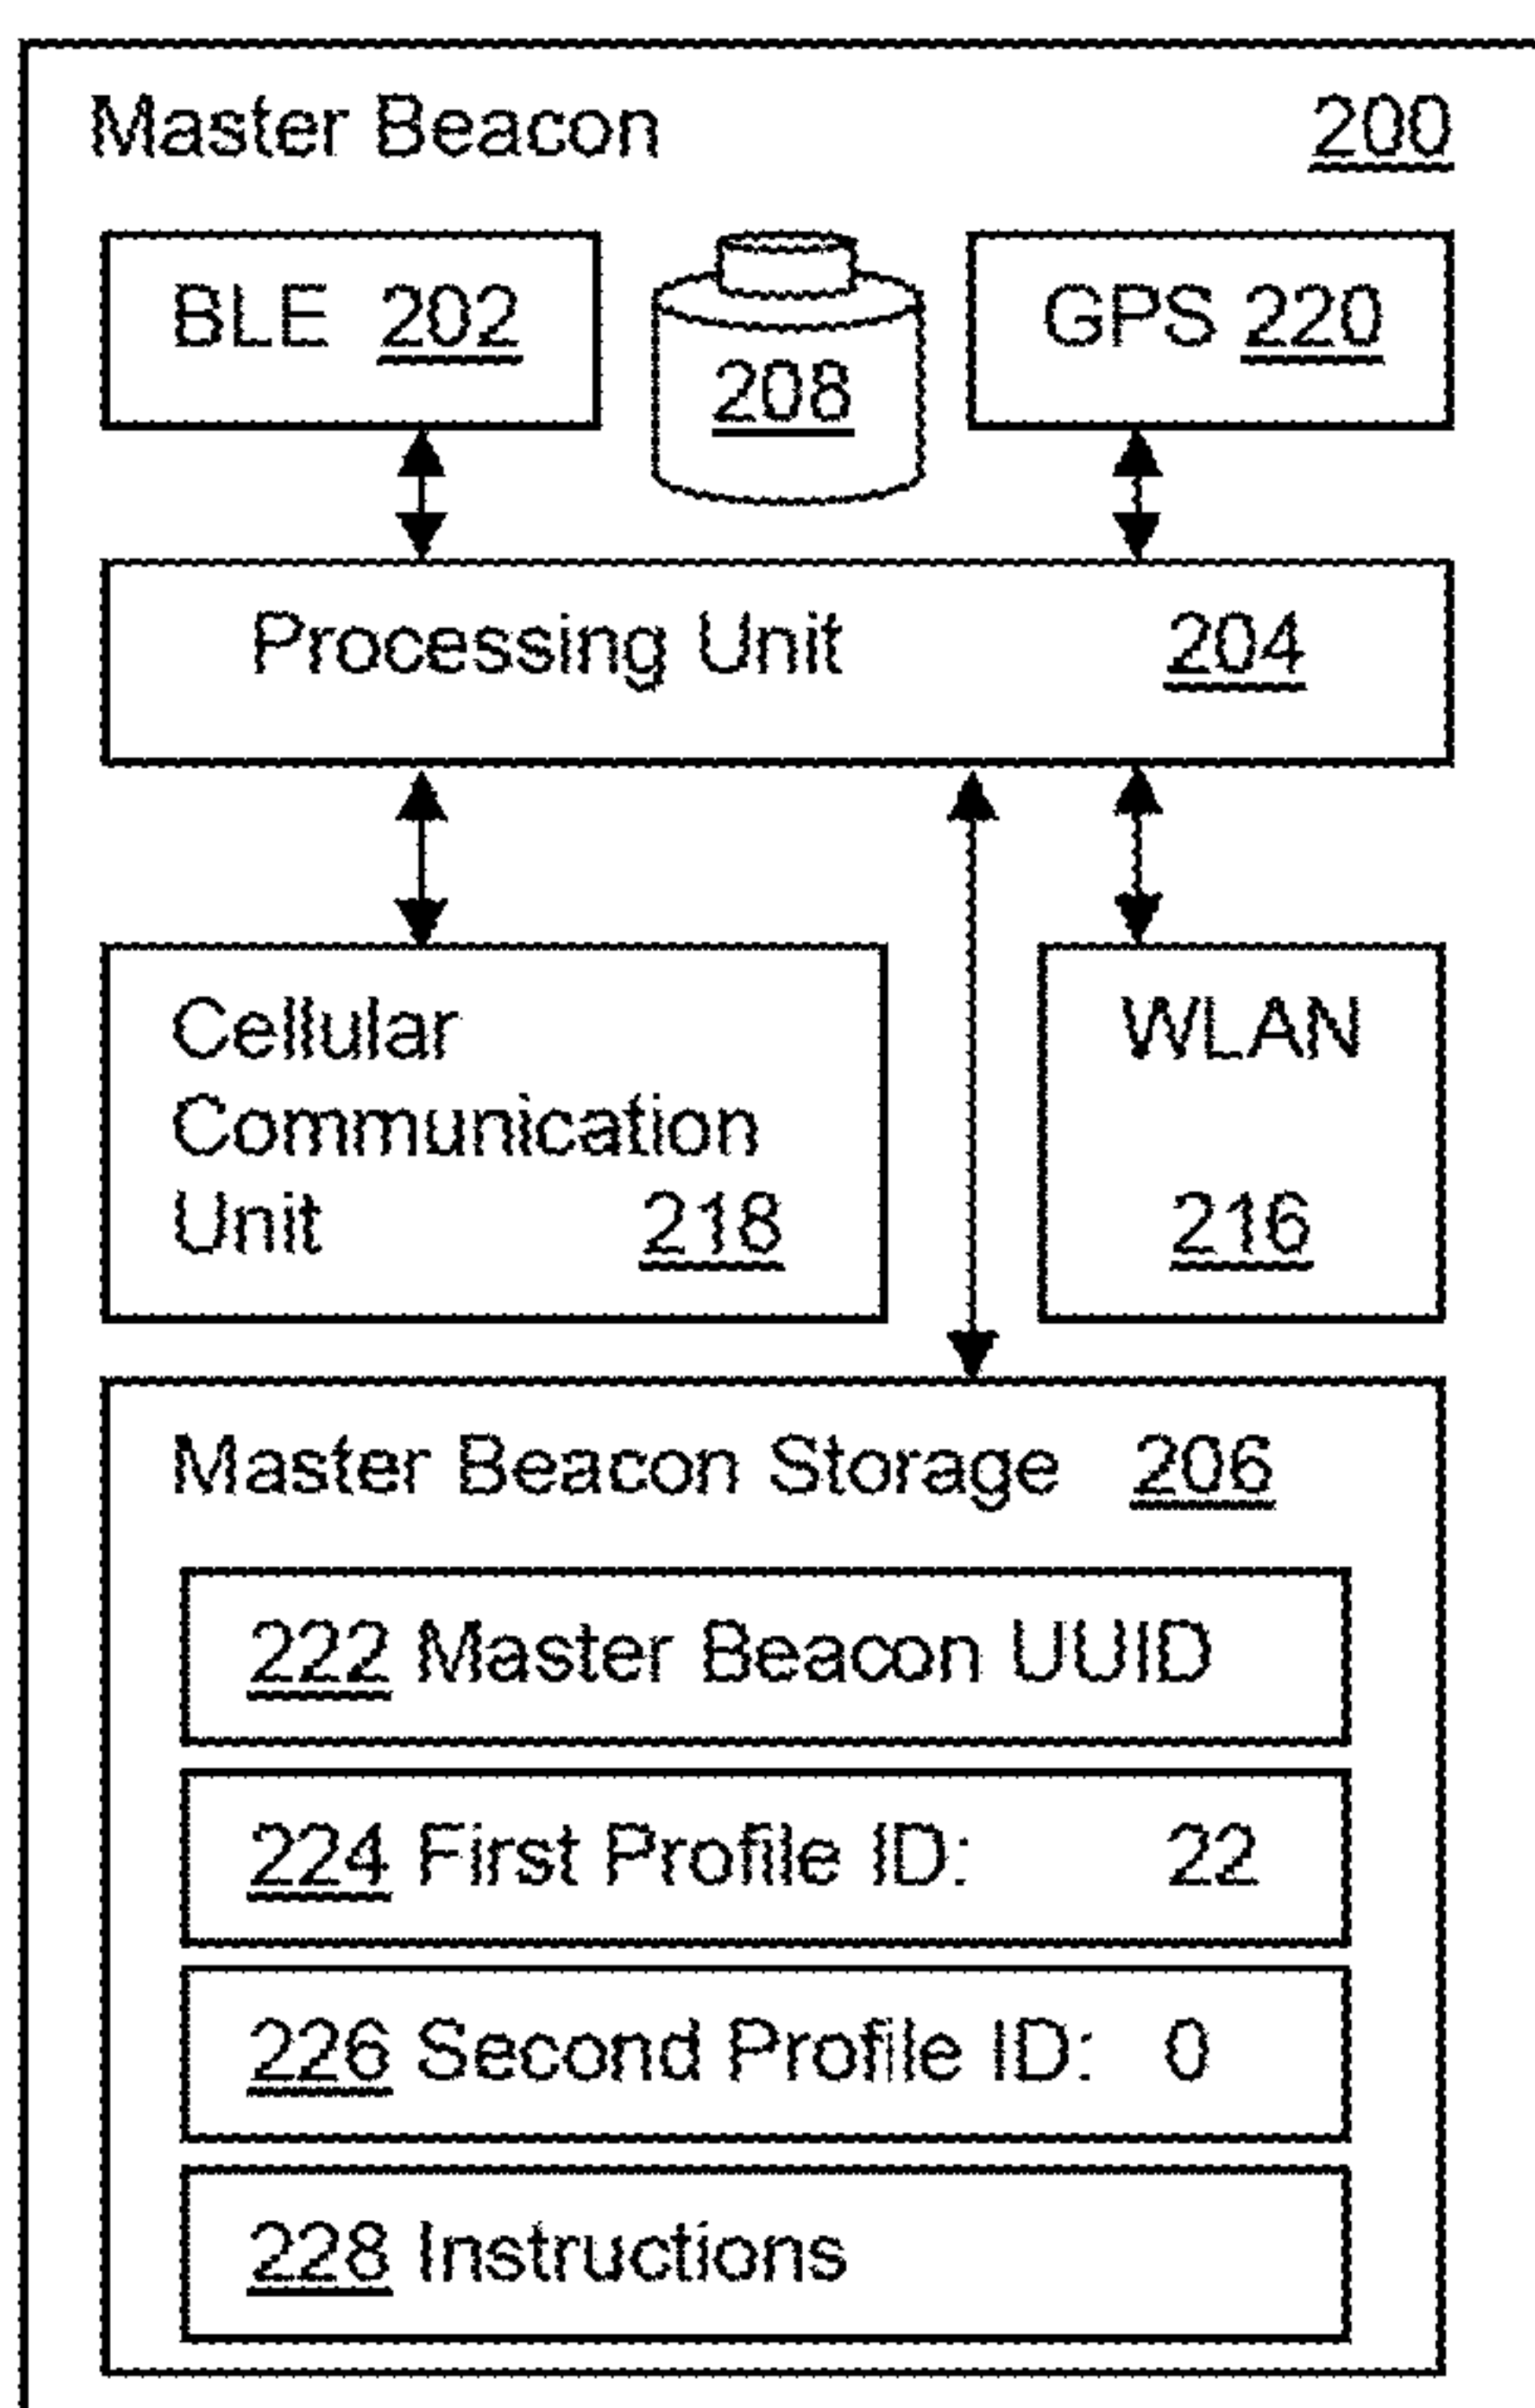 Master Beacon 200
BLE 202
208
GPS 220
Processing Unit 204
Cellular
Communication
Unit 218
WLAN
216
Master Beacon Storage 206
222 Master Beacon UUID
224 First Profile ID: 22
226 Second Profile ID: 0
228 Instructions